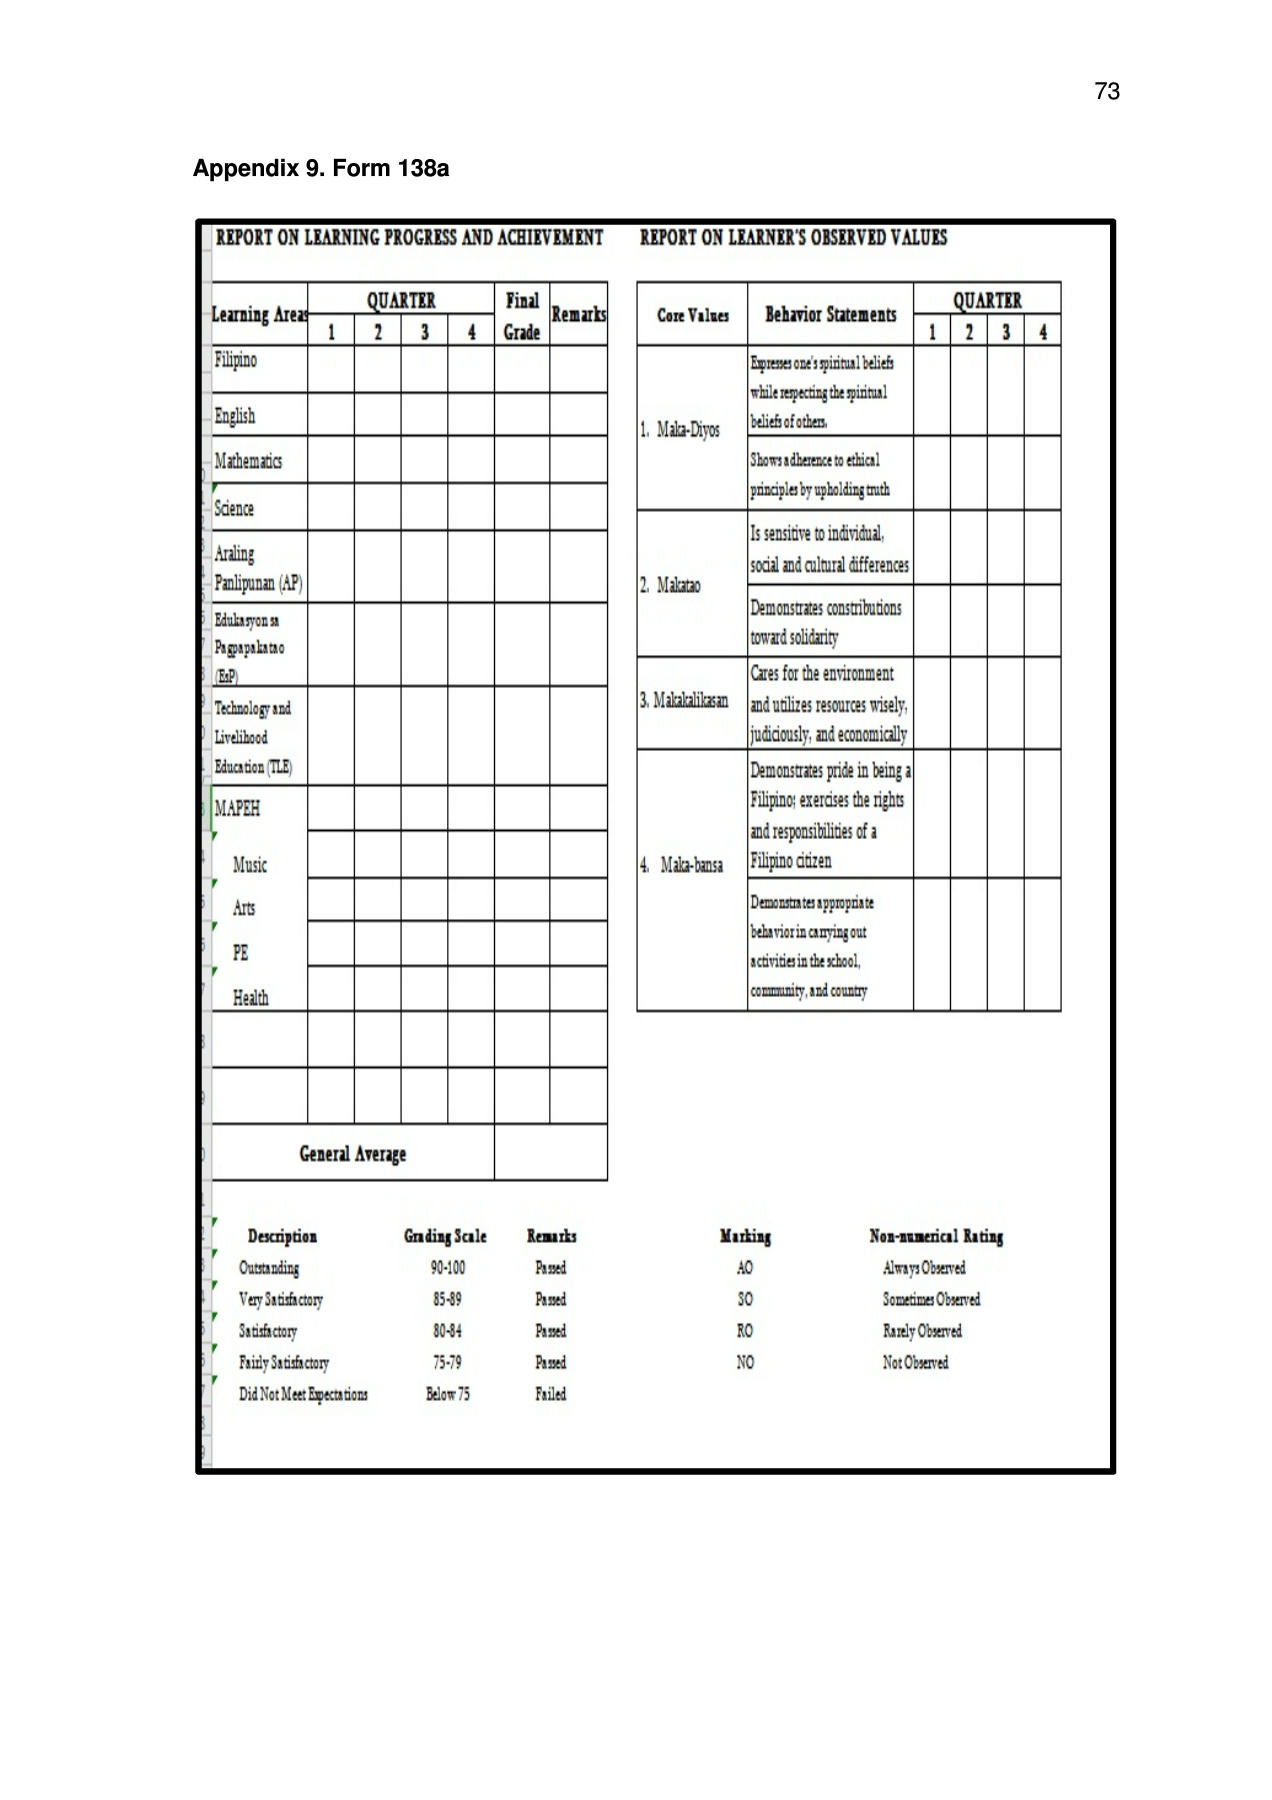 73
Appendix 9. Form 138a
REPORT ON LEARNING PROGRESS AND ACHIEVEMENT
Learning Areas QUARTER Final Grade Remarks
1 2 3 4
Filipino
English
Mathematics
Science
Araling
Panlipunan (AP)
Edukasyon sa
Pagpapakatao
(EsP)
Technology and
Livelihood
Education (TLE)
MAPEH
Music
Arts
PE
Health
General Average
REPORT ON LEARNER'S OBSERVED VALUES
Core Values Behavior Statements QUARTER
1 2 3 4
1. Maka-Diyos
Expresses one's spiritual beliefs
while respecting the spiritual
beliefs of others.
Shows adherence to ethical
principles by upholding truth
2. Makatao
Is sensitive to individual,
social and cultural differences
Demonstrates constributions
toward solidarity
3. Makakalikasan
Cares for the environment
and utilizes resources wisely,
judiciously, and economically
4. Maka-bansa
Demonstrates pride in being a
Filipino; exercises the rights
and responsibilities of a
Filipino citizen
Demonstrates appropriate
behavior in carrying out
activities in the school,
community, and country
Description Grading Scale Remarks
Outstanding 90-100 Passed
Very Satisfactory 85-89 Passed
Satisfactory 80-84 Passed
Fairly Satisfactory 75-79 Passed
Did Not Meet Expectations Below 75 Failed
Marking Non-numerical Rating
AO Always Observed
SO Sometimes Observed
RO Rarely Observed
NO Not Observed